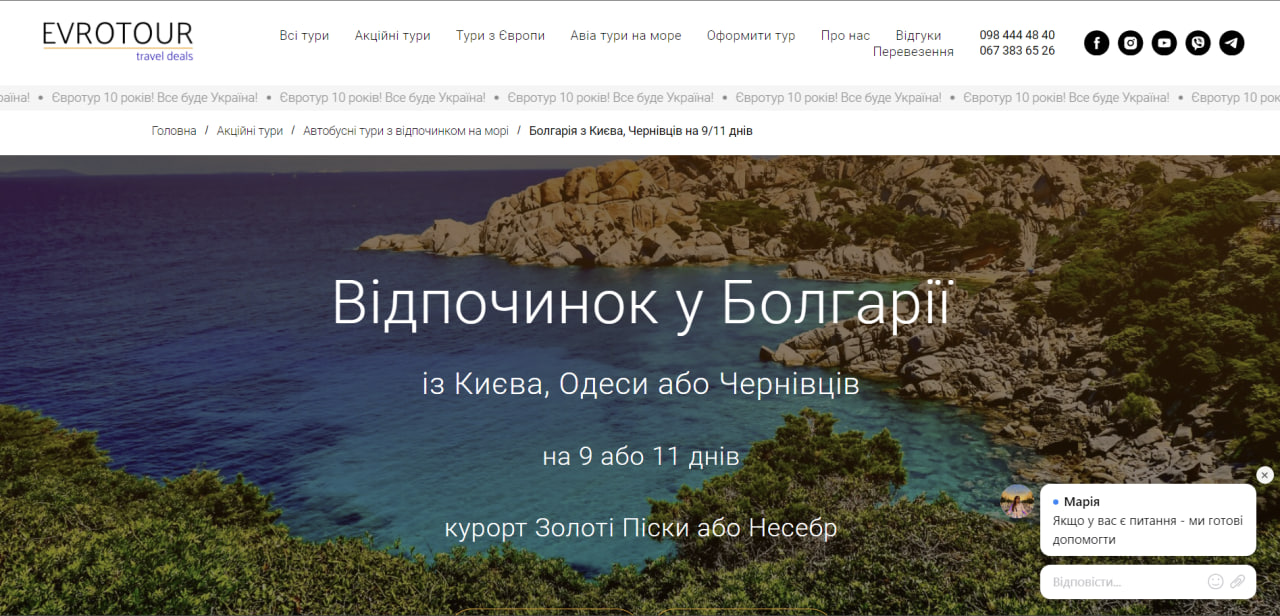 EVROTOUR
travel deals
Всі тури
Акційні тури
Тури з Європи
Авіа тури на море
Оформити тур
Про нас
Відгуки
Перевезення
098 444 48 40
067 383 65 26
раїна! • Євротур 10 років! Все буде Україна! • Євротур 10 років! Все буде Україна! • Євротур 10 років! Все буде Україна! • Євротур 10 років! Все буде Україна! • Євротур 10 років! Все буде Україна! • Євротур 10 рок
Головна / Акційні тури / Автобусні тури з відпочинком на морі / Болгарія з Києва, Чернівців на 9/11 днів
Відпочинок у Болгарії
із Києва, Одеси або Чернівців
на 9 або 11 днів
курорт Золоті Піски або Несебр
Марія
Якщо у вас є питання - ми готові
допомогти
Відповісти...